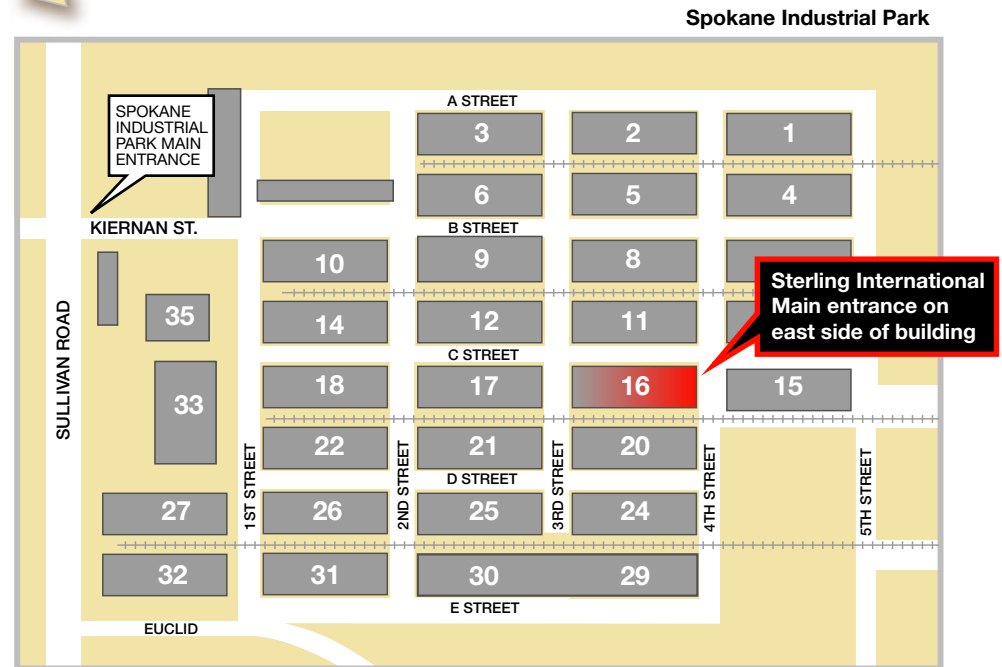 Spokane Industrial Park
A STREET
SPOKANE
INDUSTRIAL
PARK MAIN
ENTRANCE
3
2
1
6
5
4
KIERNAN ST.
B STREET
10
9
8
Sterling International
Main entrance on
east side of building
35
14
12
11
SULLIVAN ROAD
C STREET
33
18
17
16
15
22
21
20
1ST STREET
2ND STREET
D STREET
3RD STREET
4TH STREET
5TH STREET
27
26
25
24
32
31
30
29
E STREET
EUCLID